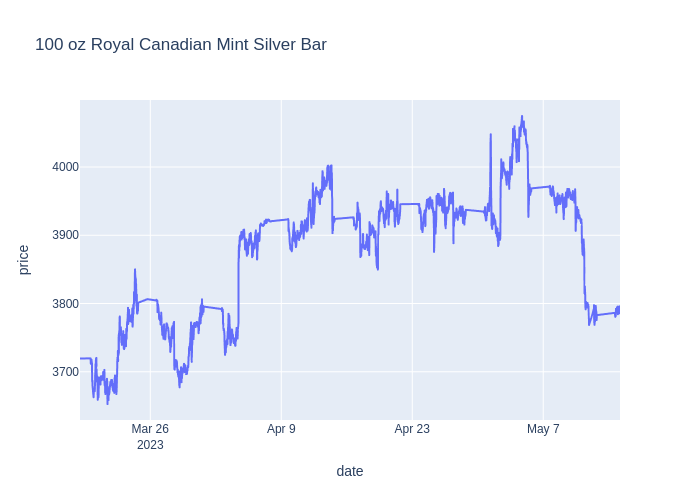 100 oz Royal Canadian Mint Silver Bar
price
4000
3900
3800
3700
Mar 26
2023
Apr 9
Apr 23
May 7
date